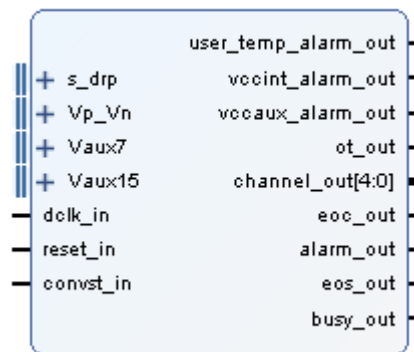 user_temp_alarm_out
s_drp vccint_alarm_out
Vp_Vn vccaux_alarm_out
Vaux7 ot_out
Vaux15 channel_out[4:0]
dclk_in eoc_out
reset_in alarm_out
convst_in eos_out
busy_out